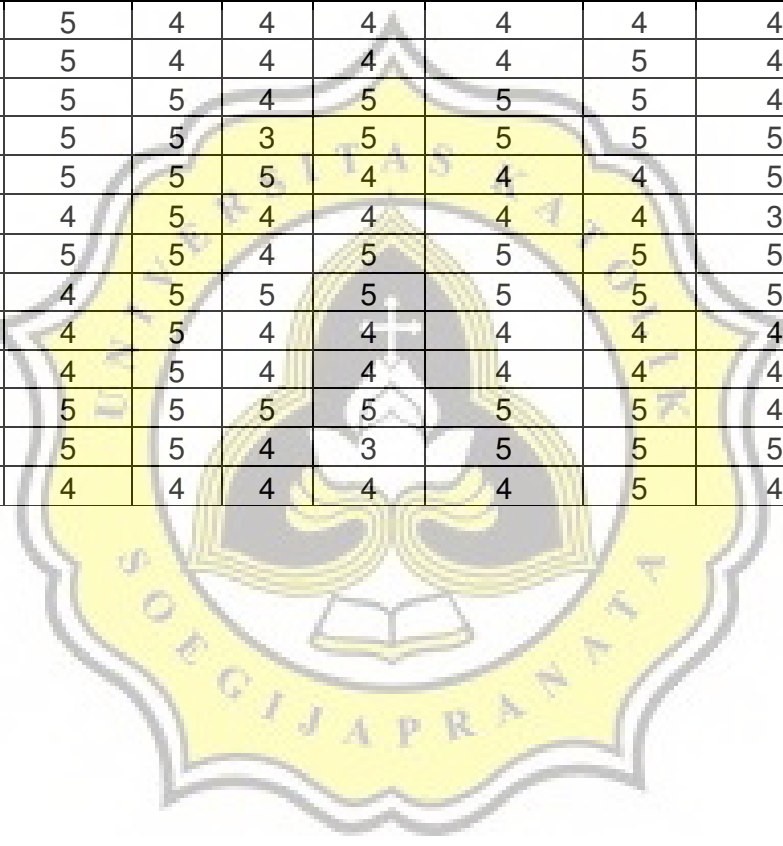 5 4 4 4 4 4 4
5 4 4 4 4 5 4
5 5 4 5 5 5 4
5 5 3 5 5 5 5
5 5 5 4 4 4 5
4 5 4 4 4 4 3
5 5 4 5 5 5 5
4 5 5 5 5 5 5
4 5 4 4 4 4 4
4 5 4 4 4 4 4
5 5 5 5 5 5 4
5 5 4 3 5 5 5
4 4 4 4 4 5 4
UNIVERSITAS KATOLIK
SOEGIJAPRANATA